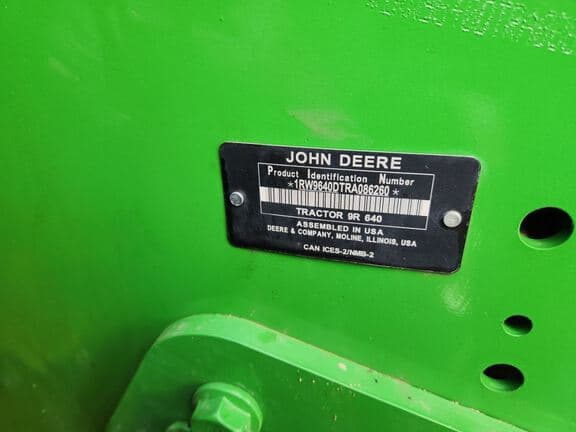 JOHN DEERE
Product Identification Number
*1RW9640DTRA086260*
TRACTOR 9R 640
ASSEMBLED IN USA
DEERE & COMPANY, MOLINE, ILLINOIS, USA
CAN ICES-2/NMB-2